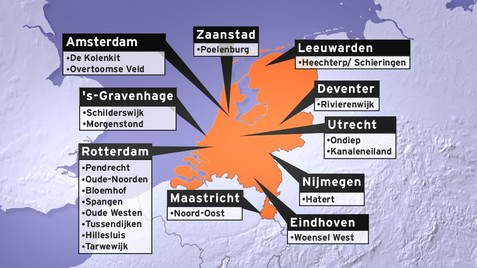 Zaanstad
•Poelenburg
Amsterdam
•De Kolenkit
•Overtoomse Veld
Leeuwarden
•Heechterp/ Schieringen
's-Gravenhage
•Schilderswijk
•Morgenstond
Deventer
•Rivierenwijk
Utrecht
•Ondiep
•Kanaleneiland
Rotterdam
•Pendrecht
•Oude-Noorden
•Bloemhof
•Spangen
•Oude Westen
•Tussendijken
•Hillesluis
•Tarwewijk
Nijmegen
•Hatert
Maastricht
•Noord-Oost
Eindhoven
•Woensel West